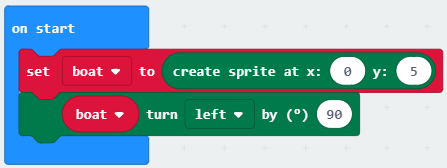 on start
set boat to create sprite at x: 0 y: 5
boat turn left by (°) 90